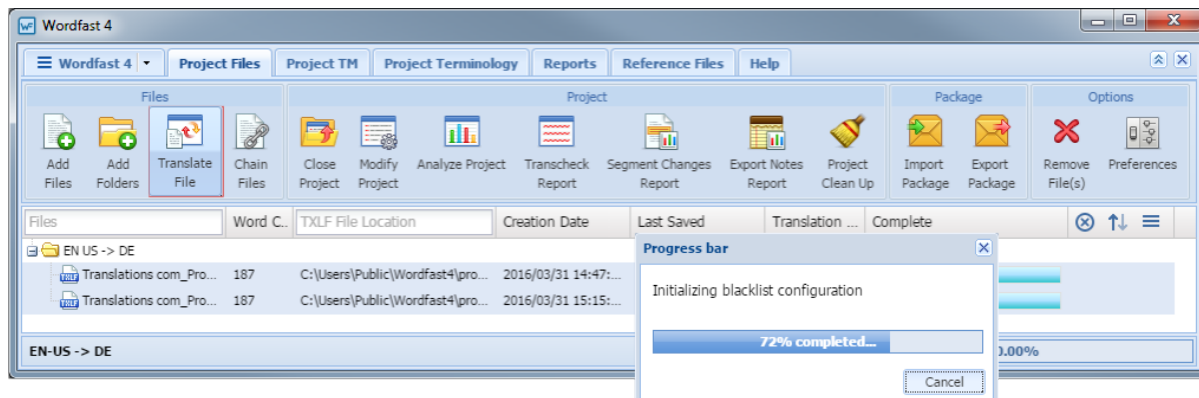 Wordfast 4
Wordfast 4 Project Files Project TM Project Terminology Reports Reference Files Help
Files Project Package Options
Add Files
Add Folders
Translate File
Chain Files
Close Project
Modify Project
Analyze Project
Transcheck Report
Segment Changes Report
Export Notes Report
Project Clean Up
Import Package
Export Package
Remove File(s)
Preferences
Files Word C.. TXLF File Location Creation Date Last Saved Translation ... Complete
EN US -> DE
Translations com_Pro... 187 C:\Users\Public\Wordfast4\pro... 2016/03/31 14:47:...
Translations com_Pro... 187 C:\Users\Public\Wordfast4\pro... 2016/03/31 15:15:...
EN-US -> DE
Progress bar
Initializing blacklist configuration
72% completed...
Cancel